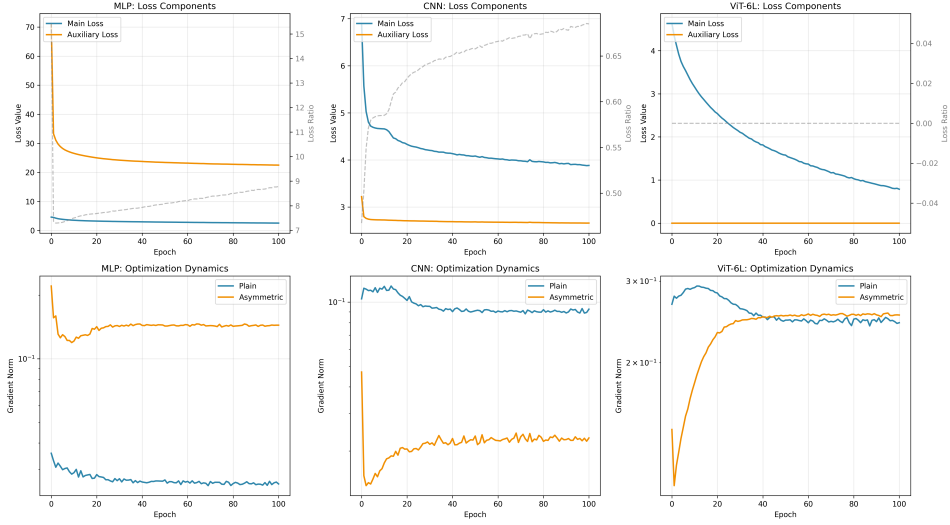 MLP: Loss Components
Main Loss
Auxiliary Loss
70
60
50
40
30
20
10
0
Loss Value
15
14
13
12
11
10
9
8
7
Loss Ratio
0 20 40 60 80 100
Epoch
CNN: Loss Components
Main Loss
Auxiliary Loss
7
6
5
4
3
Loss Value
0.65
0.60
0.55
0.50
Loss Ratio
0 20 40 60 80 100
Epoch
ViT-6L: Loss Components
Main Loss
Auxiliary Loss
4
3
2
1
0
Loss Value
0.04
0.02
0.00
−0.02
−0.04
Loss Ratio
0 20 40 60 80 100
Epoch
MLP: Optimization Dynamics
Plain
Asymmetric
10⁻¹
Gradient Norm
0 20 40 60 80 100
Epoch
CNN: Optimization Dynamics
Plain
Asymmetric
10⁻¹
Gradient Norm
0 20 40 60 80 100
Epoch
ViT-6L: Optimization Dynamics
Plain
Asymmetric
3 × 10⁻¹
2 × 10⁻¹
Gradient Norm
0 20 40 60 80 100
Epoch